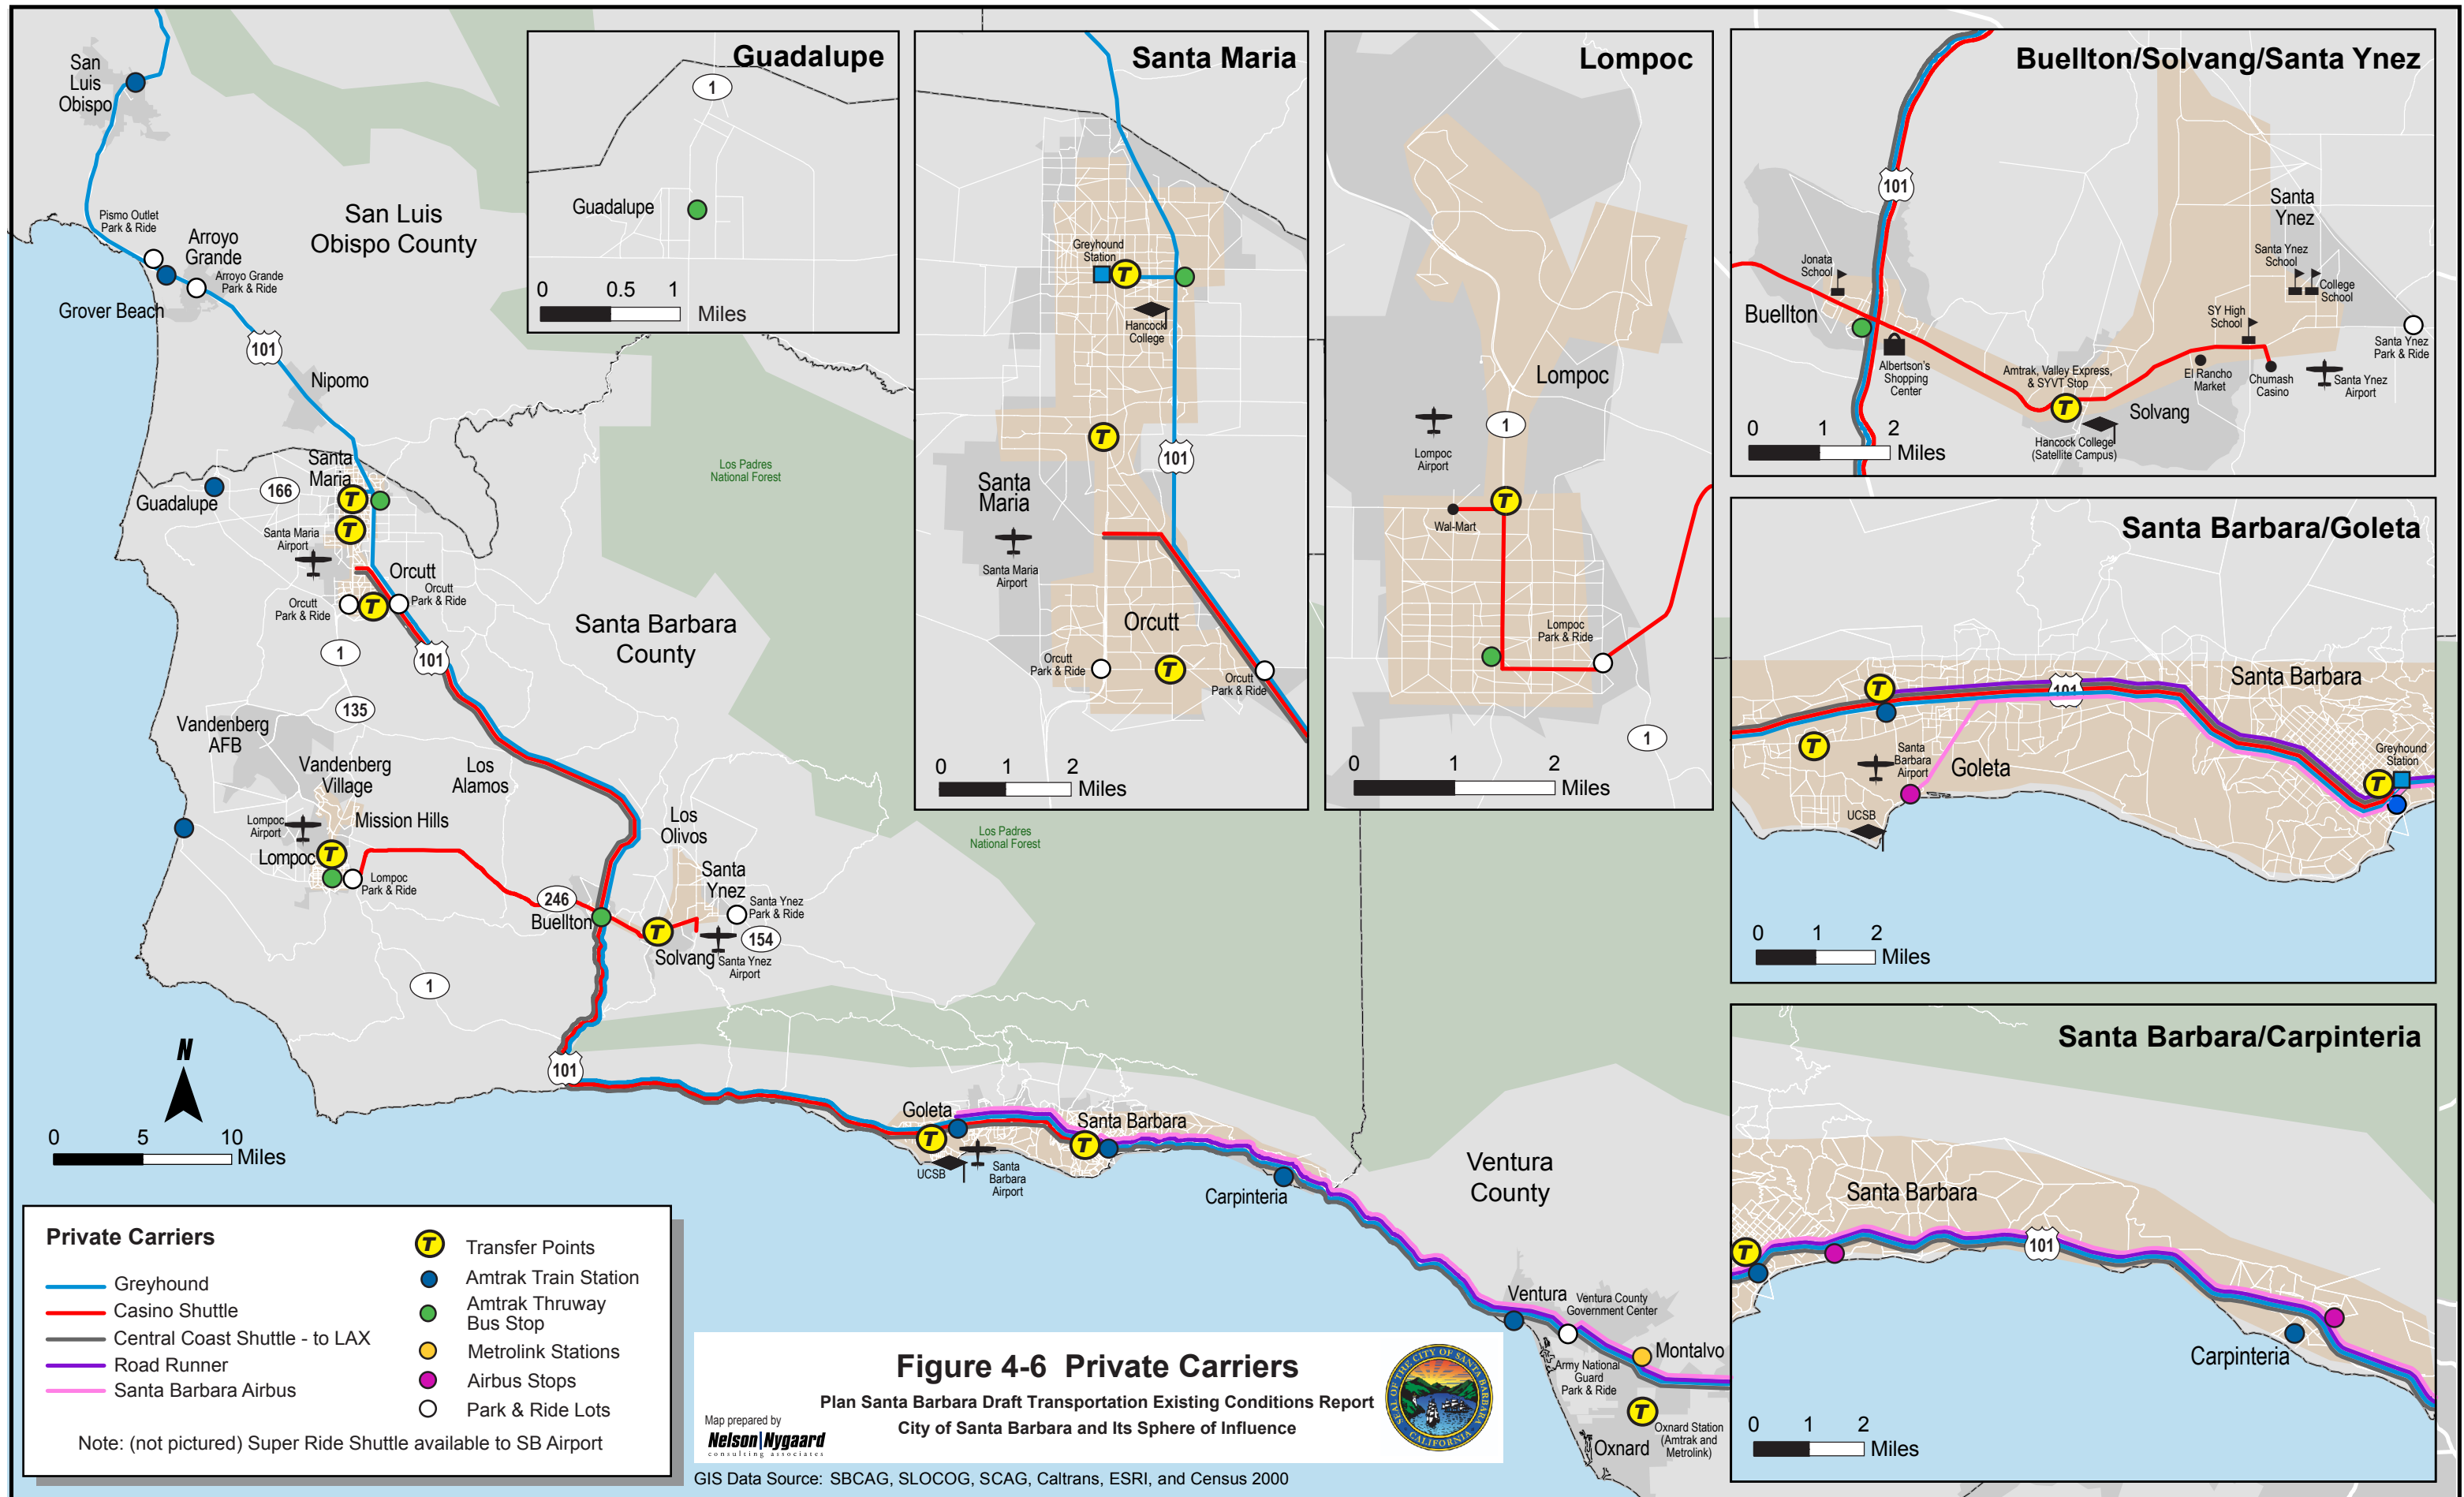 San
Luis
Obispo
Pismo Outlet
Park & Ride
Arroyo
Grande
Arroyo Grande
Park & Ride
Grover Beach
San Luis
Obispo County
101
Nipomo
Santa
Maria
166
Guadalupe
T
T
Santa Maria
Airport
Orcutt
Orcutt
Park & Ride
Orcutt
Park & Ride
T
1
101
135
Santa Barbara
County
Los Padres
National Forest
Vandenberg
AFB
Vandenberg
Village
Los
Alamos
Lompoc
Airport
Mission Hills
Lompoc
T
Lompoc
Park & Ride
Los
Olivos
Santa
Ynez
Santa Ynez
Park & Ride
246
Buellton
T
154
Solvang
Santa Ynez
Airport
1
Los Padres
National Forest
101
N
0 5 10
Miles
Goleta
T
UCSB
Santa
Barbara
Airport
Santa Barbara
T
Carpinteria
Ventura
County
Ventura
Ventura County
Government Center
Army National
Guard
Park & Ride
Montalvo
T
Oxnard Station
(Amtrak and
Metrolink)
Oxnard
Guadalupe
1
Guadalupe
0 0.5 1
Miles
Santa Maria
Greyhound
Station
T
Hancock
College
T
101
Santa
Maria
Santa Maria
Airport
Orcutt
Orcutt
Park & Ride
T
Orcutt
Park & Ride
0 1 2
Miles
Lompoc
Lompoc
1
Lompoc
Airport
T
Wal-Mart
Lompoc
Park & Ride
1
0 1 2
Miles
Buellton/Solvang/Santa Ynez
101
Santa
Ynez
Santa Ynez
School
College
School
Jonata
School
Buellton
SY High
School
Santa Ynez
Park & Ride
Albertson's
Shopping
Center
Amtrak, Valley Express,
& SYVT Stop
El Rancho
Market
Chumash
Casino
Santa Ynez
Airport
T
Solvang
Hancock College
(Satellite Campus)
0 1 2
Miles
Santa Barbara/Goleta
Santa Barbara
101
T
T
Santa
Barbara
Airport
Goleta
Greyhound
Station
T
UCSB
0 1 2
Miles
Santa Barbara/Carpinteria
Santa Barbara
T
101
Carpinteria
0 1 2
Miles
Private Carriers
Greyhound
Casino Shuttle
Central Coast Shuttle - to LAX
Road Runner
Santa Barbara Airbus
T Transfer Points
Amtrak Train Station
Amtrak Thruway
Bus Stop
Metrolink Stations
Airbus Stops
Park & Ride Lots
Note: (not pictured) Super Ride Shuttle available to SB Airport
Figure 4-6 Private Carriers
Plan Santa Barbara Draft Transportation Existing Conditions Report
City of Santa Barbara and Its Sphere of Influence
Map prepared by
Nelson|Nygaard
consulting associates
SEAL OF THE CITY OF SANTA BARBARA
CALIFORNIA
GIS Data Source: SBCAG, SLOCOG, SCAG, Caltrans, ESRI, and Census 2000